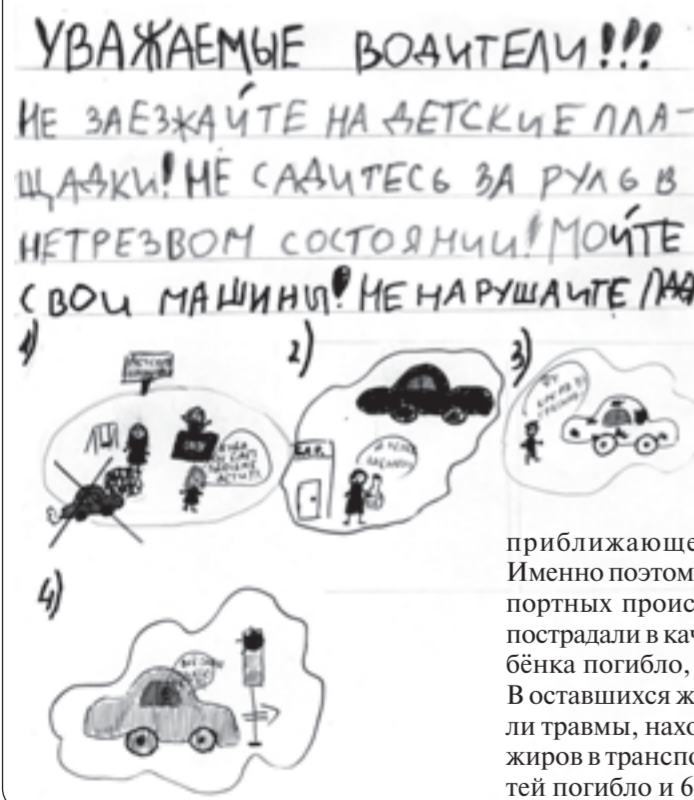 УВАЖАЕМЫЕ ВОДИТЕЛИ!!!
НЕ ЗАЕЗЖАЙТЕ НА ДЕТСКИЕ ПЛА-
ЩАДКИ! НЕ САДИТЕСЬ ЗА РУЛЬ В
НЕТРЕЗВОМ СОСТОЯНИИ! МОЙТЕ
СВОИ МАШИНЫ! НЕ НАРУШАЙТЕ
1)
2)
3)
4)
приближающе
Именно поэтом
портных проис
пострадали в кач
бёнка погибло,
В оставшихся ж
ли травмы, нахо
жиров в транспо
тей погибло и 6